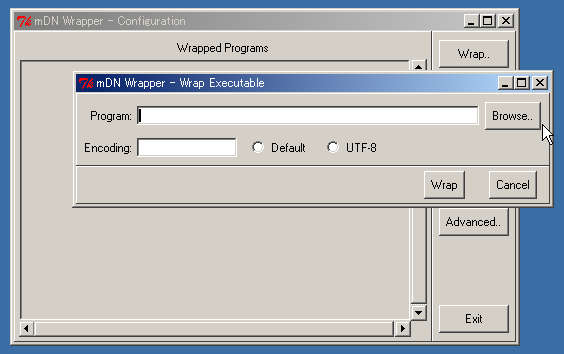 mDN Wrapper - Configuration
Wrapped Programs
Wrap..
mDN Wrapper - Wrap Executable
Program:
Browse..
Encoding:
Default
UTF-8
Wrap
Cancel
Advanced..
Exit